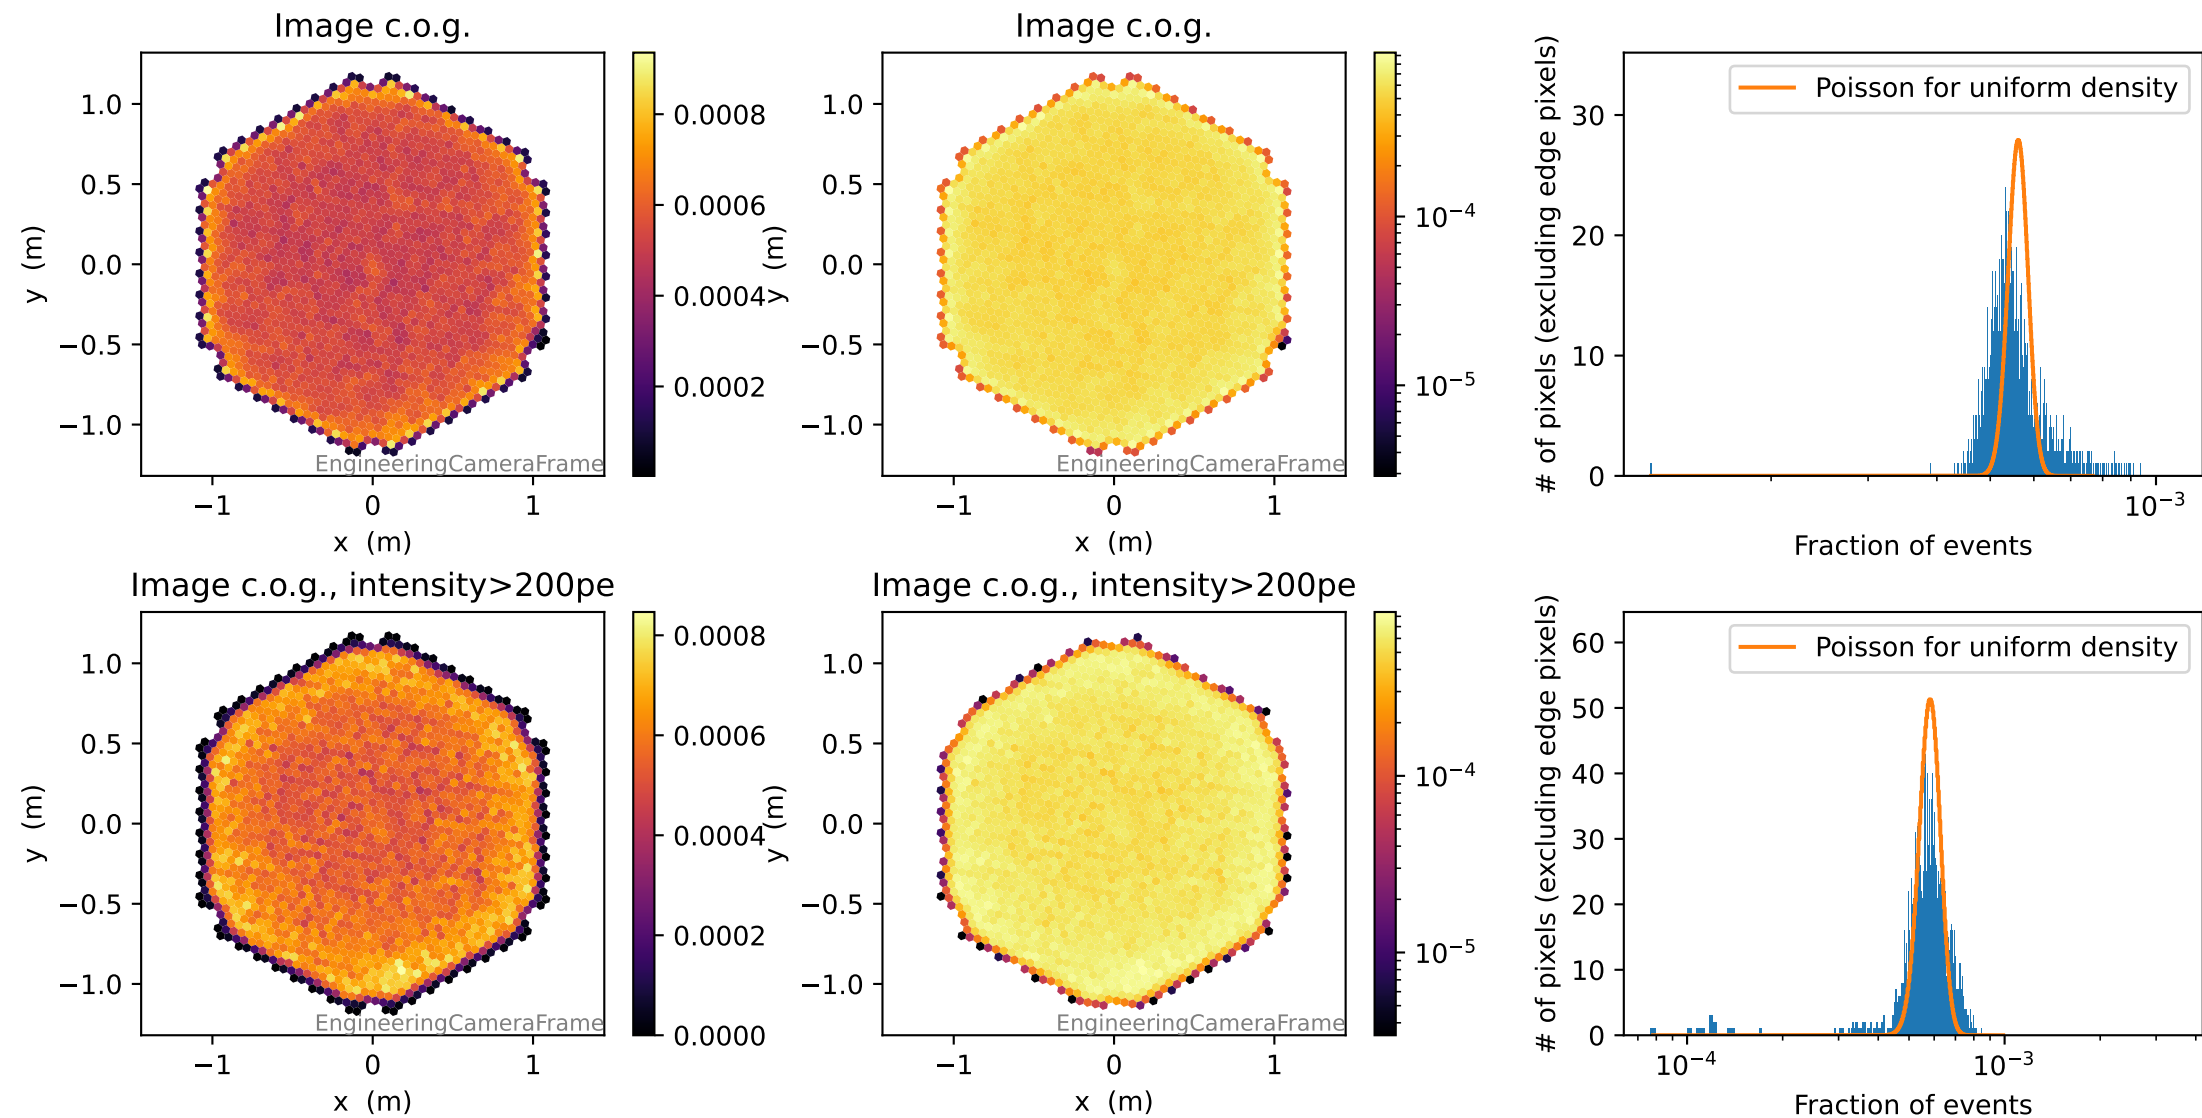 Image c.o.g.
y (m)
1.0
0.5
0.0
−0.5
−1.0
−1
0
1
x (m)
EngineeringCameraFrame
0.0008
0.0006
0.0004
0.0002
Image c.o.g.
y (m)
1.0
0.5
0.0
−0.5
−1.0
−1
0
1
x (m)
EngineeringCameraFrame
10⁻⁴
10⁻⁵
# of pixels (excluding edge pixels)
30
20
10
0
Poisson for uniform density
10⁻³
Fraction of events
Image c.o.g., intensity>200pe
y (m)
1.0
0.5
0.0
−0.5
−1.0
−1
0
1
x (m)
EngineeringCameraFrame
0.0008
0.0006
0.0004
0.0002
0.0000
Image c.o.g., intensity>200pe
y (m)
1.0
0.5
0.0
−0.5
−1.0
−1
0
1
x (m)
EngineeringCameraFrame
10⁻⁴
10⁻⁵
# of pixels (excluding edge pixels)
60
50
40
30
20
10
0
Poisson for uniform density
10⁻⁴
10⁻³
Fraction of events